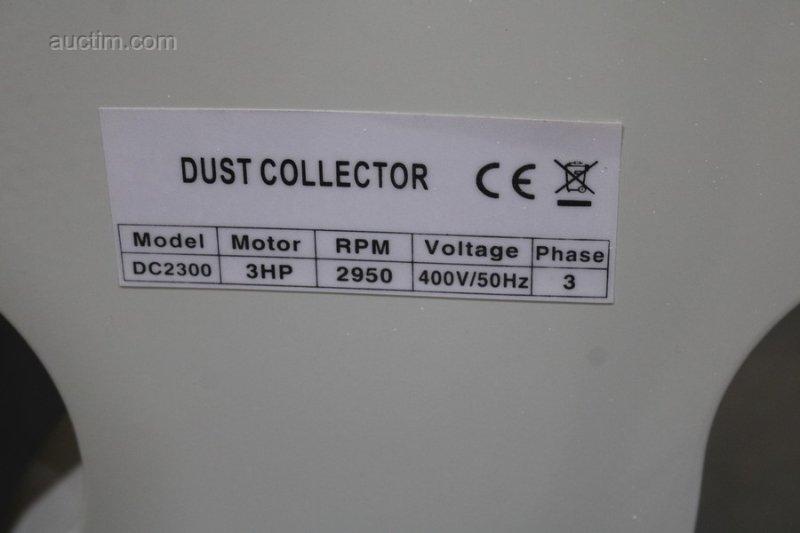 auctim.com
DUST COLLECTOR CE
Model Motor RPM Voltage Phase
DC2300 3HP 2950 400V/50Hz 3